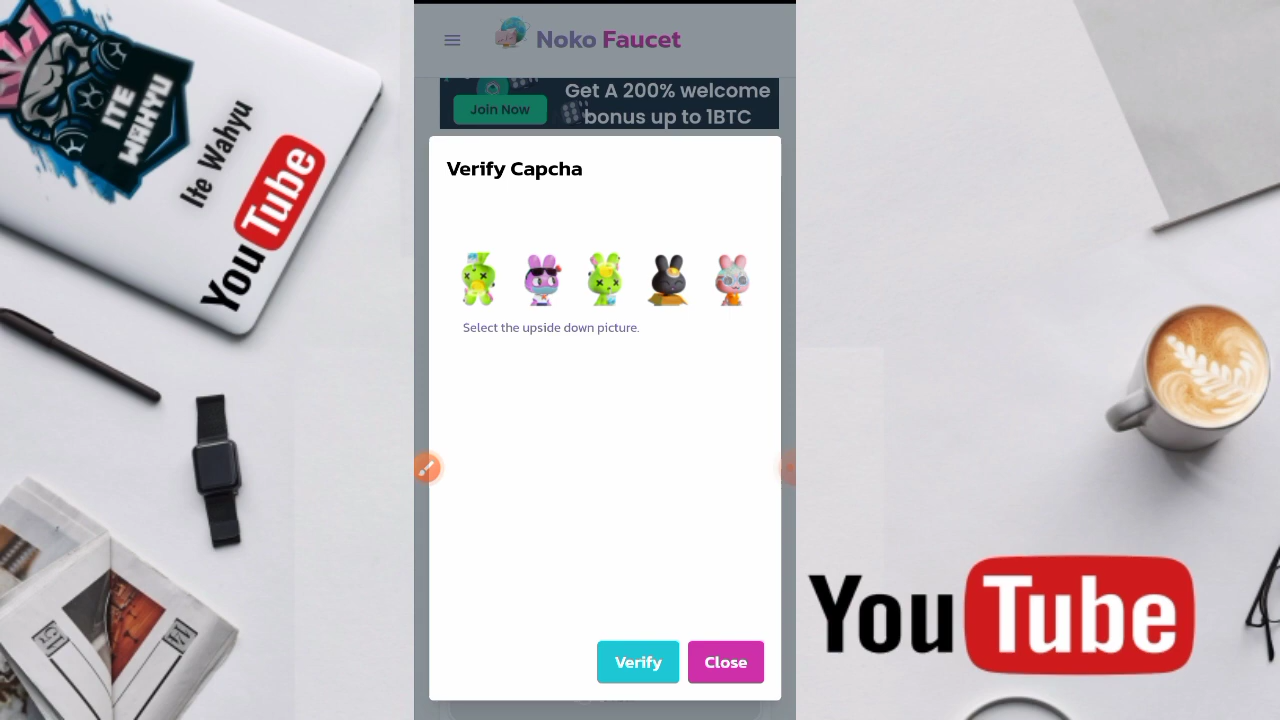 ITE
WAHYU
Ite Wahyu
YouTube
Noko Faucet
Join Now
Get A 200% welcome
bonus up to 1BTC
Verify Capcha
Select the upside down picture.
Verify
Close
YouTube